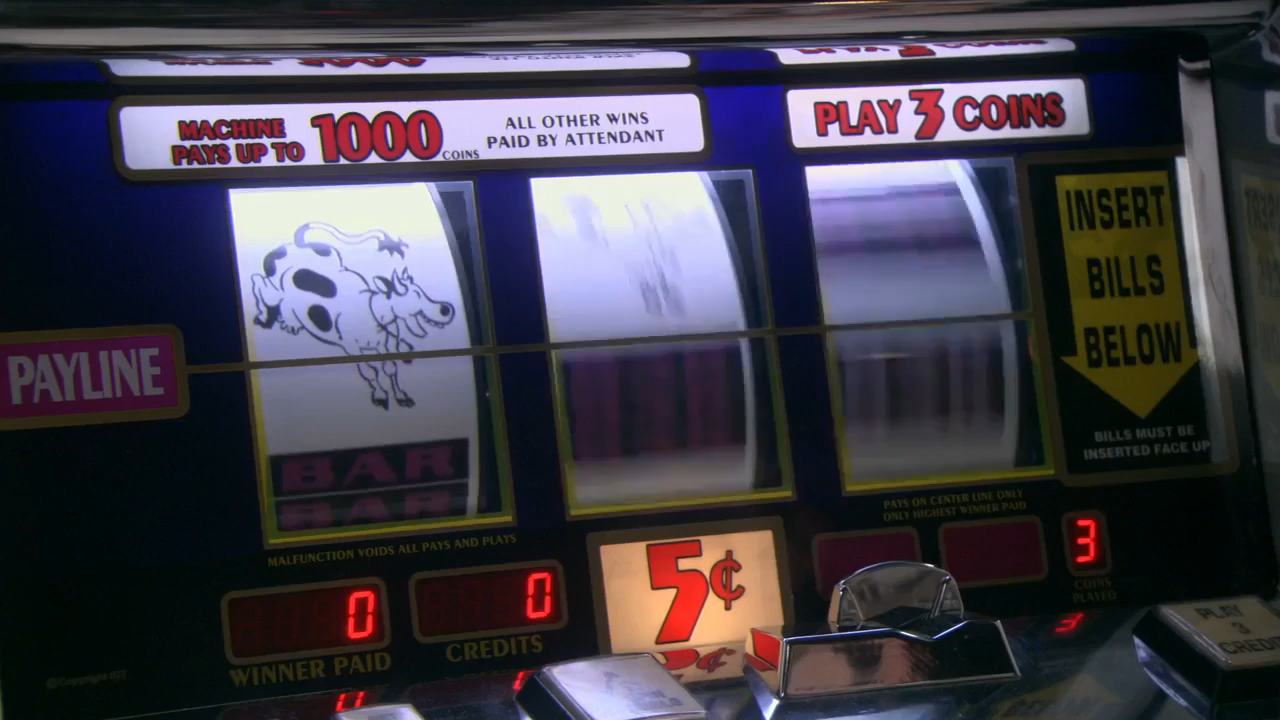 MACHINE
PAYS UP TO 1000 COINS
ALL OTHER WINS
PAID BY ATTENDANT
PLAY 3 COINS
INSERT
BILLS
BELOW
BILLS MUST BE
INSERTED FACE UP
PAYLINE
BAR
BAR
PAYS ON CENTER LINE ONLY
ONLY HIGHEST WINNER PAID
MALFUNCTION VOIDS ALL PAYS AND PLAYS
0
WINNER PAID
0
CREDITS
5¢
3
COINS
PLAYED
PLAY
3
CREDI